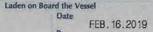 Laden on Board the Vessel
Date
FEB. 16.2019